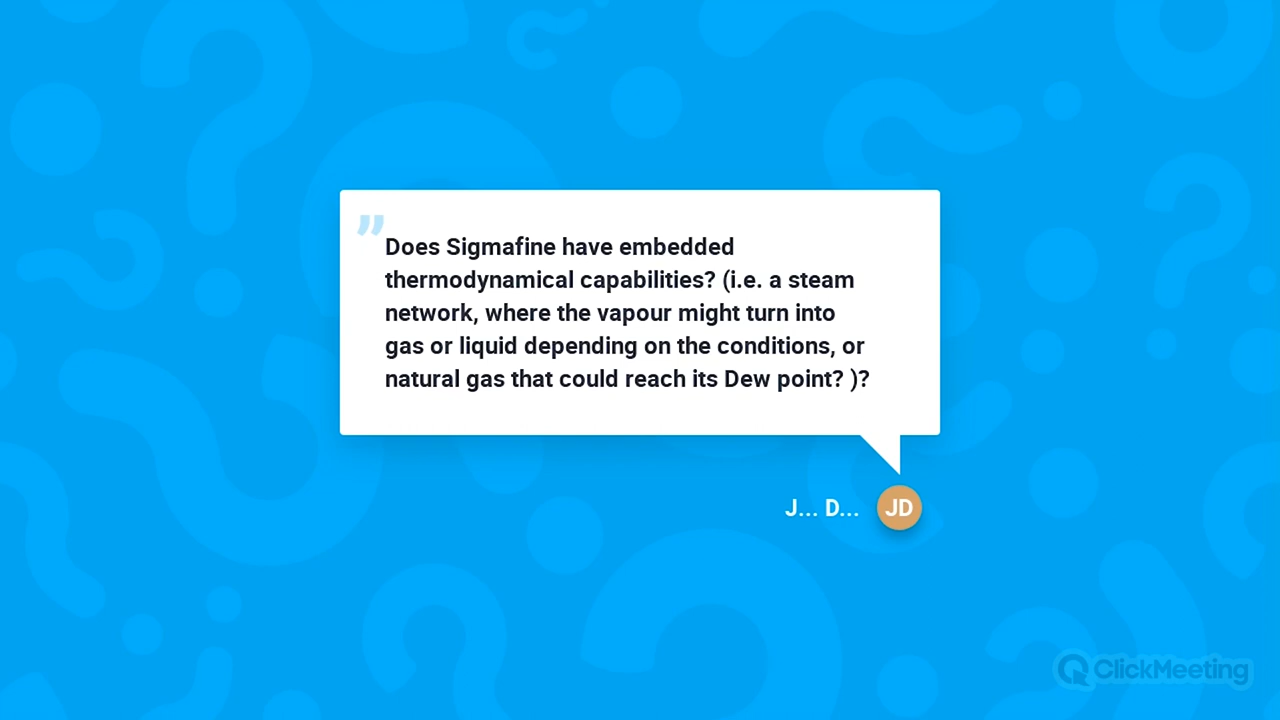 Does Sigmafine have embedded
thermodynamical capabilities? (i.e. a steam
network, where the vapour might turn into
gas or liquid depending on the conditions, or
natural gas that could reach its Dew point? )?
J... D... JD
ClickMeeting